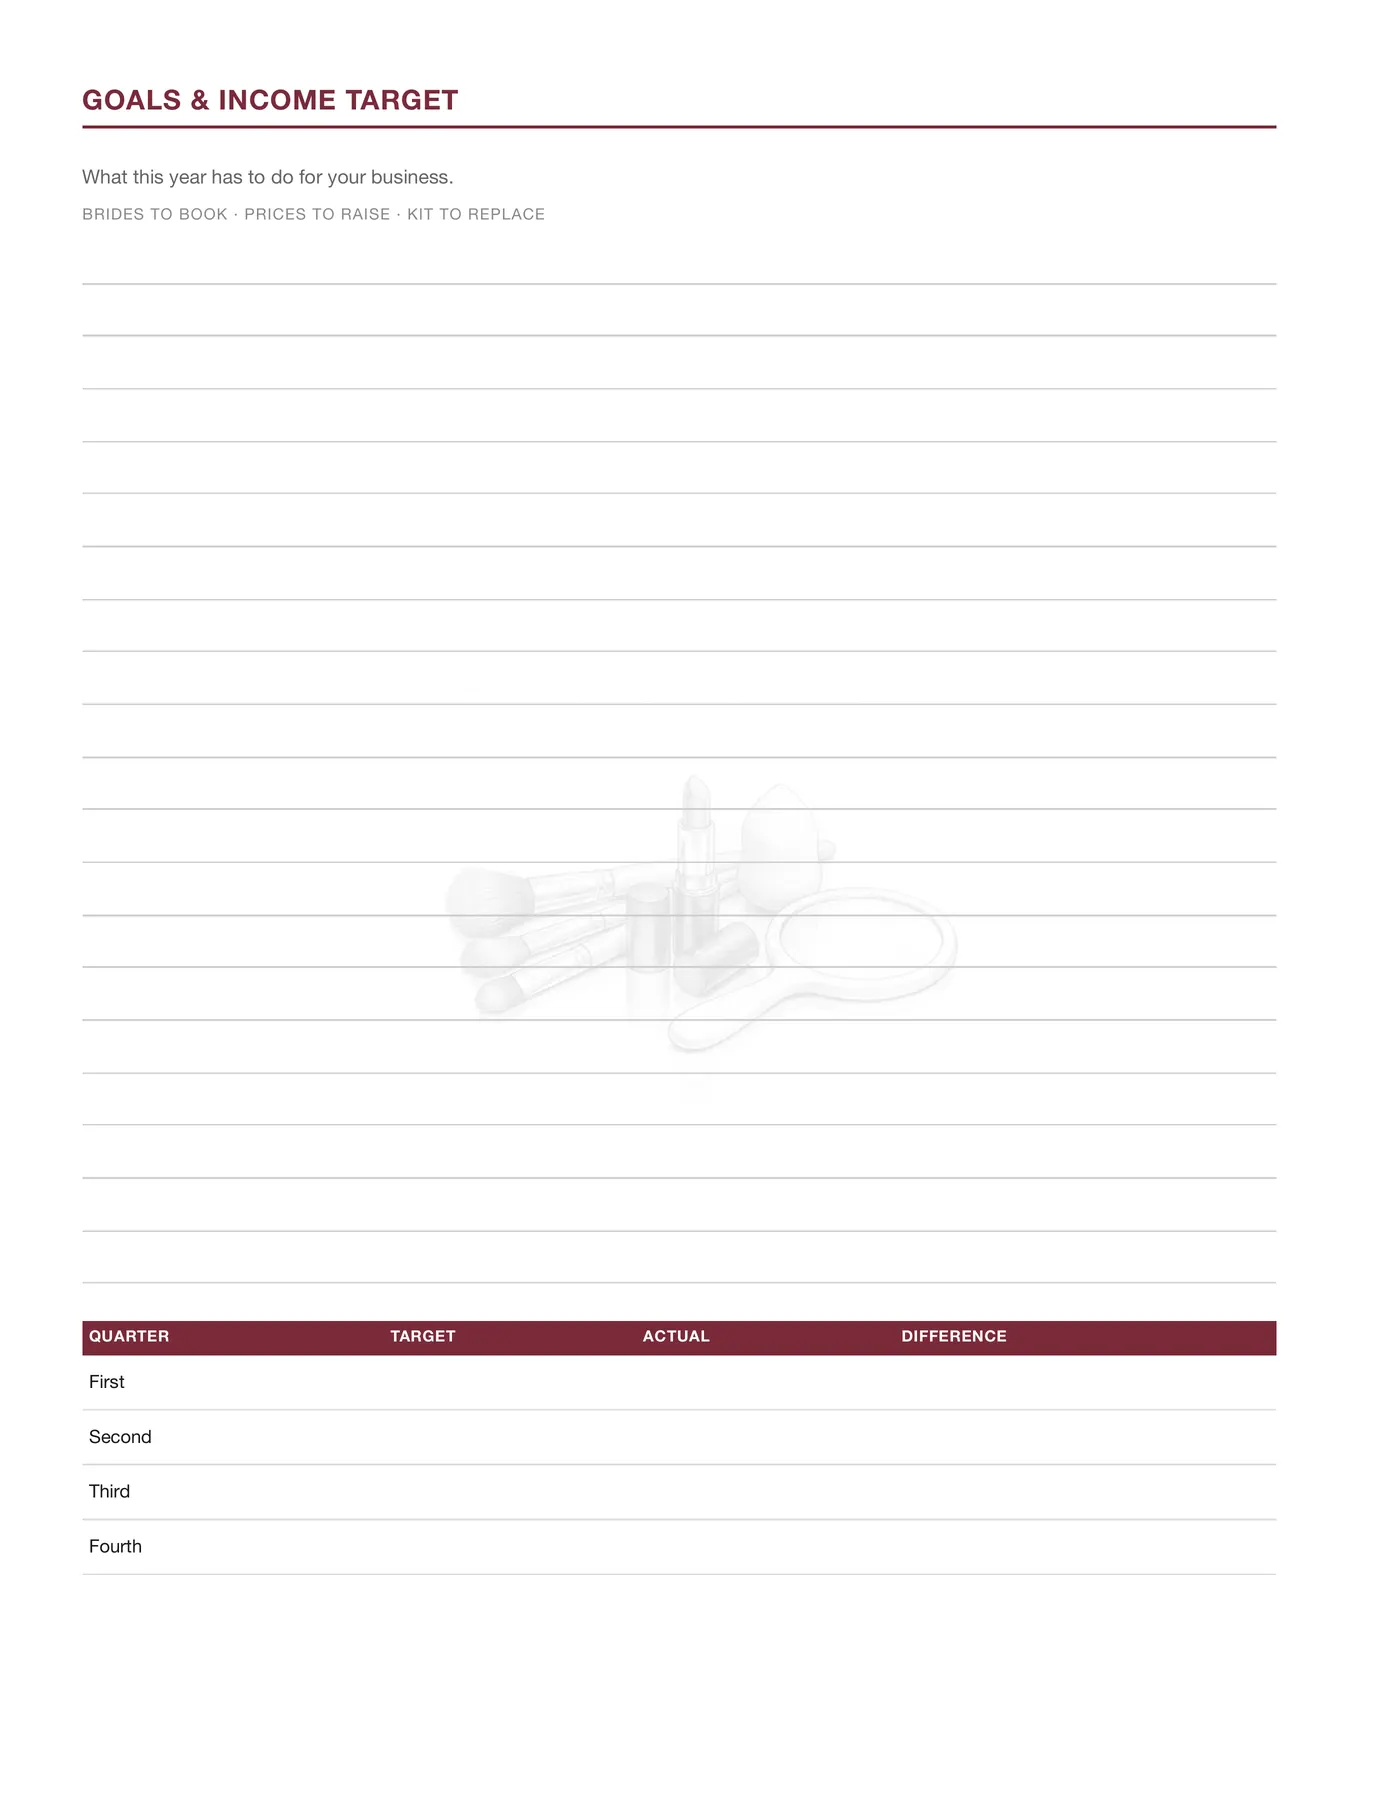 GOALS & INCOME TARGET
What this year has to do for your business.
BRIDES TO BOOK · PRICES TO RAISE · KIT TO REPLACE
QUARTER TARGET ACTUAL DIFFERENCE
First
Second
Third
Fourth